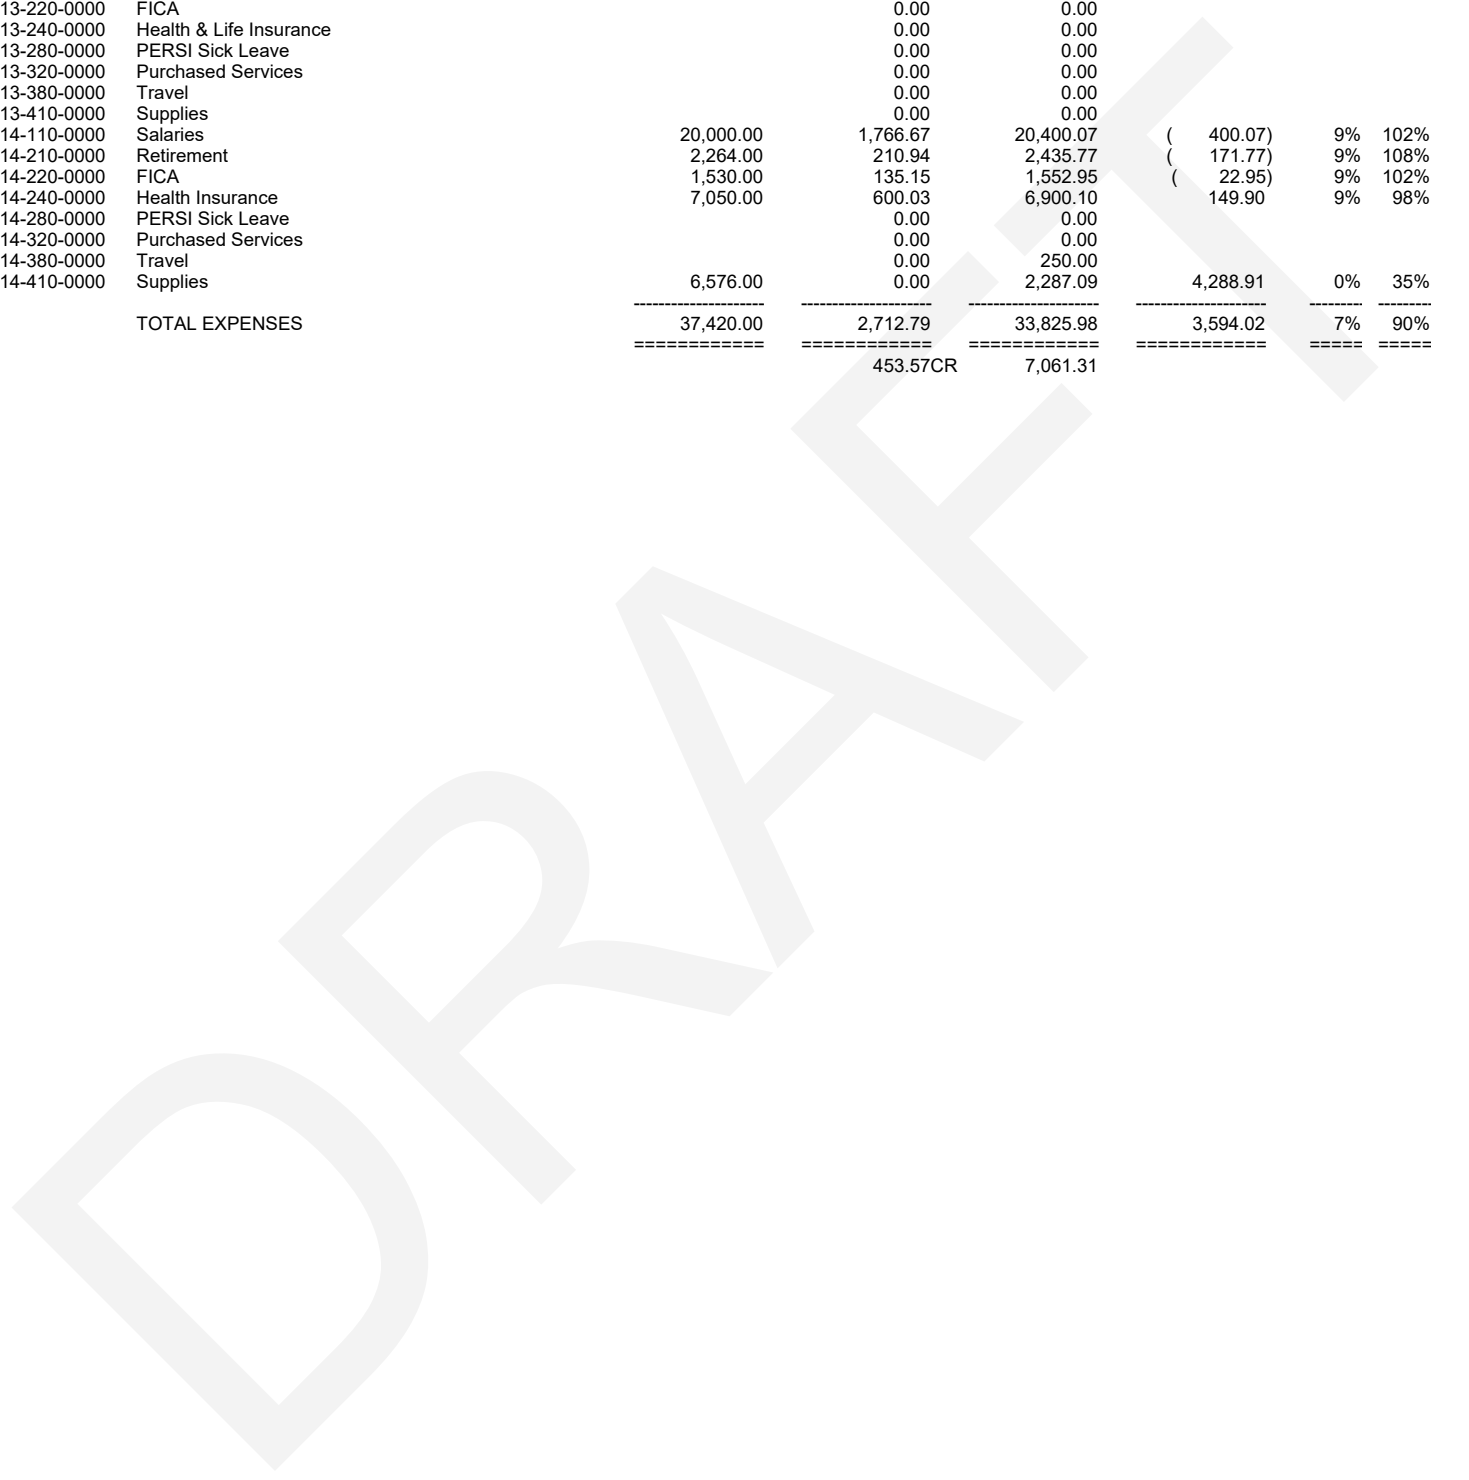 13-220-0000 FICA 0.00 0.00
13-240-0000 Health & Life Insurance 0.00 0.00
13-280-0000 PERSI Sick Leave 0.00 0.00
13-320-0000 Purchased Services 0.00 0.00
13-380-0000 Travel 0.00 0.00
13-410-0000 Supplies 0.00 0.00
14-110-0000 Salaries 20,000.00 1,766.67 20,400.07 ( 400.07) 9% 102%
14-210-0000 Retirement 2,264.00 210.94 2,435.77 ( 171.77) 9% 108%
14-220-0000 FICA 1,530.00 135.15 1,552.95 ( 22.95) 9% 102%
14-240-0000 Health Insurance 7,050.00 600.03 6,900.10 149.90 9% 98%
14-280-0000 PERSI Sick Leave 0.00 0.00
14-320-0000 Purchased Services 0.00 0.00
14-380-0000 Travel 0.00 250.00
14-410-0000 Supplies 6,576.00 0.00 2,287.09 4,288.91 0% 35%
--------------------- --------------------- --------------------- --------------------- -------- --------
TOTAL EXPENSES 37,420.00 2,712.79 33,825.98 3,594.02 7% 90%
============ ============ ============ ============ ===== =====
453.57CR 7,061.31
DRAFT